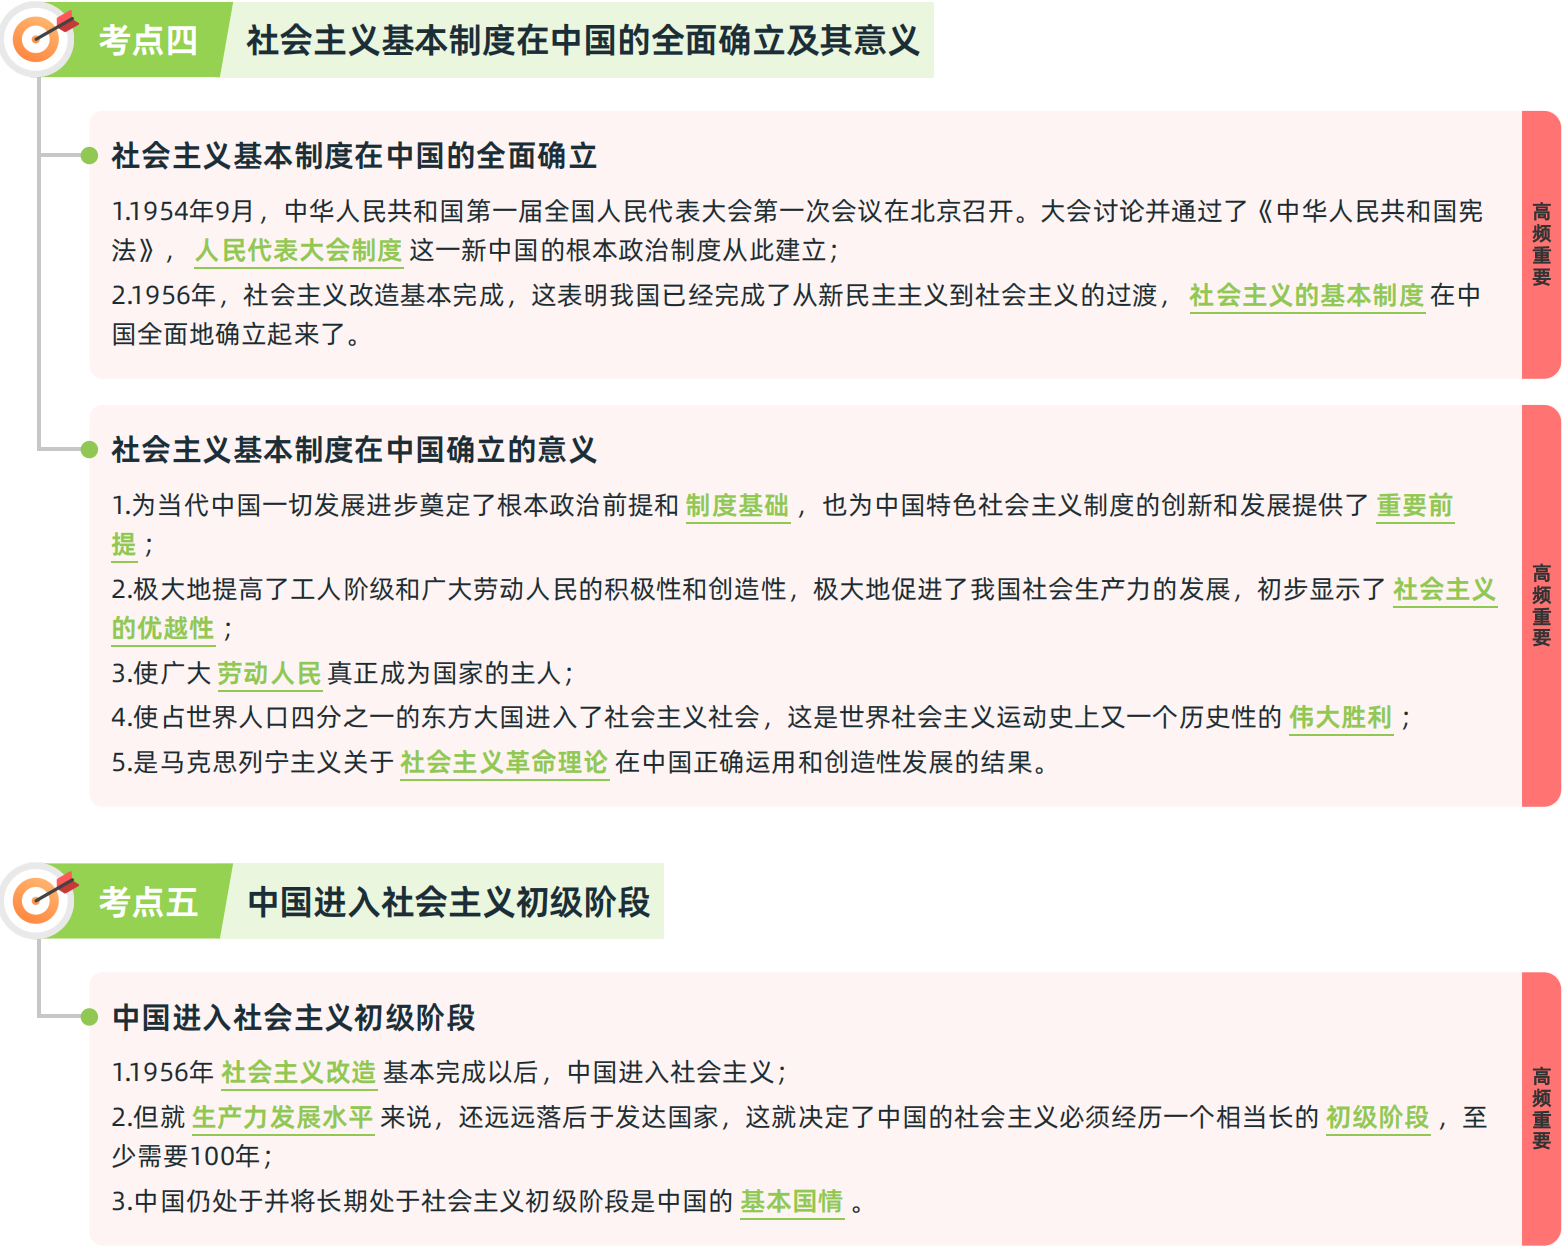 考点四 社会主义基本制度在中国的全面确立及其意义
社会主义基本制度在中国的全面确立
1.1954年9月，中华人民共和国第一届全国人民代表大会第一次会议在北京召开。大会讨论并通过了《中华人民共和国宪
法》， 人民代表大会制度 这一新中国的根本政治制度从此建立；
2.1956年，社会主义改造基本完成，这表明我国已经完成了从新民主主义到社会主义的过渡， 社会主义的基本制度 在中
国全面地确立起来了。
高频重要
社会主义基本制度在中国确立的意义
1.为当代中国一切发展进步奠定了根本政治前提和 制度基础 ，也为中国特色社会主义制度的创新和发展提供了 重要前
提 ；
2.极大地提高了工人阶级和广大劳动人民的积极性和创造性，极大地促进了我国社会生产力的发展，初步显示了 社会主义
的优越性 ；
3.使广大 劳动人民 真正成为国家的主人；
4.使占世界人口四分之一的东方大国进入了社会主义社会，这是世界社会主义运动史上又一个历史性的 伟大胜利 ；
5.是马克思列宁主义关于 社会主义革命理论 在中国正确运用和创造性发展的结果。
高频重要
考点五 中国进入社会主义初级阶段
中国进入社会主义初级阶段
1.1956年 社会主义改造 基本完成以后，中国进入社会主义；
2.但就 生产力发展水平 来说，还远远落后于发达国家，这就决定了中国的社会主义必须经历一个相当长的 初级阶段 ，至
少需要100年；
3.中国仍处于并将长期处于社会主义初级阶段是中国的 基本国情 。
高频重要